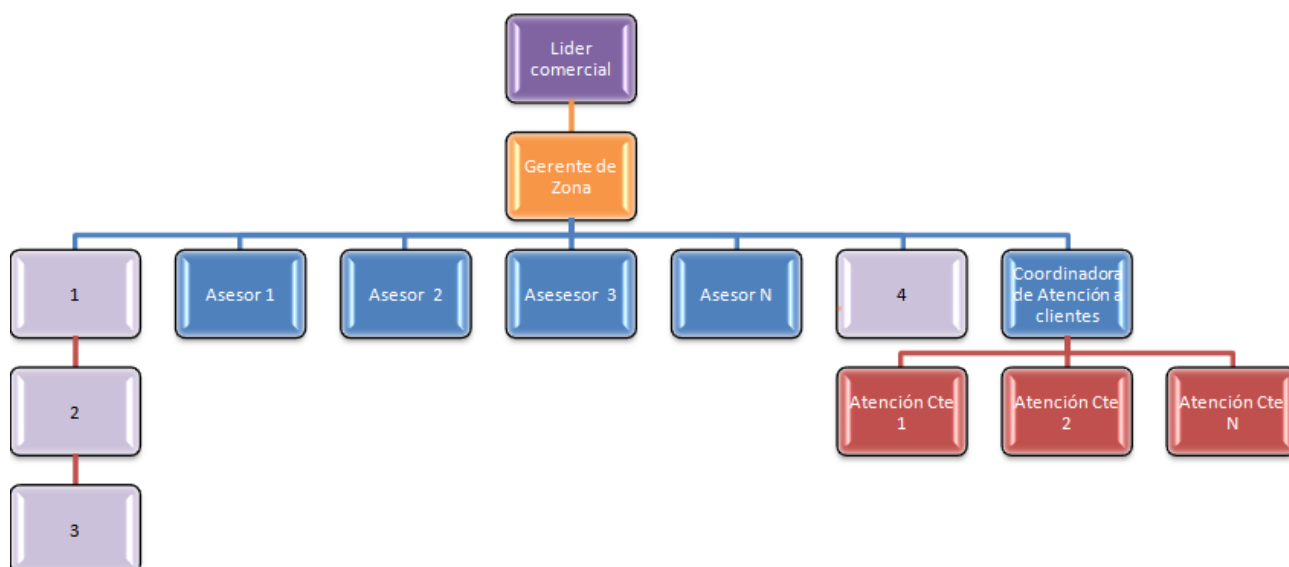 Lider
comercial
Gerente de
Zona
1
Asesor 1
Asesor 2
Asesesor 3
Asesor N
4
Coordinadora
de Atención a
clientes
2
Atención Cte
1
Atención Cte
2
Atención Cte
N
3